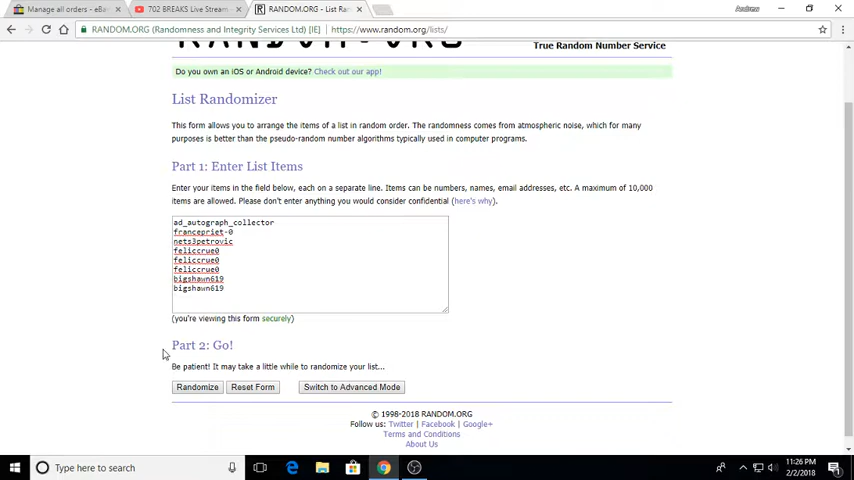 Manage all orders - eBa
702 BREAKS Live Stream
RANDOM.ORG - List Ran
Andrew
RANDOM.ORG (Randomness and Integrity Services Ltd) [IE] https://www.random.org/lists/
RANDOM.ORG
True Random Number Service
Do you own an iOS or Android device? Check out our app!
List Randomizer
This form allows you to arrange the items of a list in random order. The randomness comes from atmospheric noise, which for many
purposes is better than the pseudo-random number algorithms typically used in computer programs.
Part 1: Enter List Items
Enter your items in the field below, each on a separate line. Items can be numbers, names, email addresses, etc. A maximum of 10,000
items are allowed. Please don't enter anything you would consider confidential (here's why).
ad_autograph_collector
francepriet-0
nets3petrovic
feliccrue0
feliccrue0
feliccrue0
bigshawn619
bigshawn619
(you're viewing this form securely)
Part 2: Go!
Be patient! It may take a little while to randomize your list...
Randomize Reset Form Switch to Advanced Mode
© 1998-2018 RANDOM.ORG
Follow us: Twitter | Facebook | Google+
Terms and Conditions
About Us
Type here to search
11:26 PM
2/2/2018